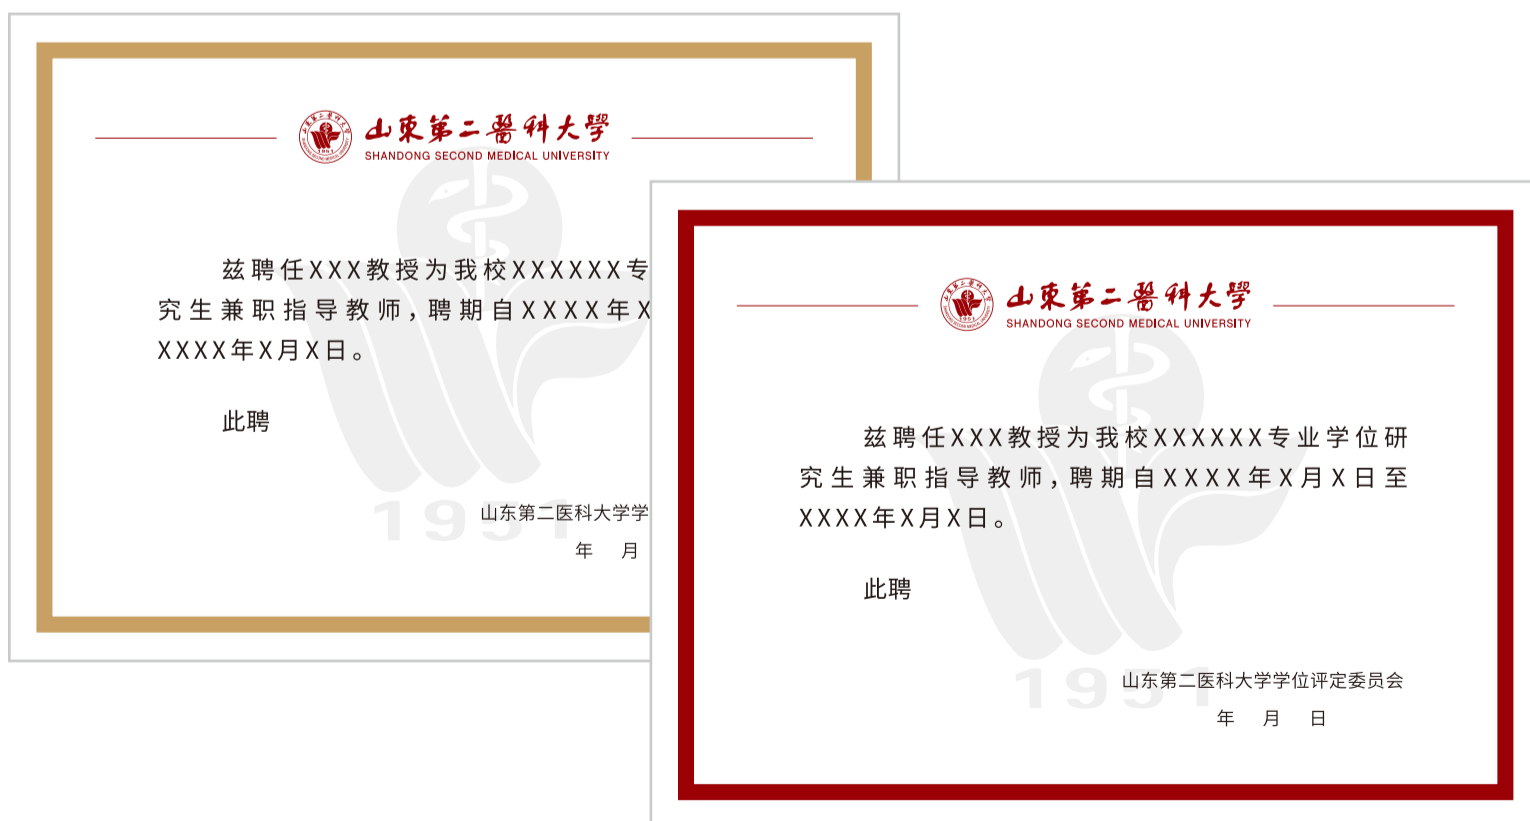 山東第二醫科大學
SHANDONG SECOND MEDICAL UNIVERSITY
兹聘任XXX教授为我校XXXXXX专
究生兼职指导教师,聘期自XXXX年X
XXXX年X月X日。
此聘
1951
山东第二医科大学学
年 月
山東第二醫科大學
SHANDONG SECOND MEDICAL UNIVERSITY
兹聘任XXX教授为我校XXXXXX专业学位研
究生兼职指导教师,聘期自XXXX年X月X日至
XXXX年X月X日。
此聘
1951
山东第二医科大学学位评定委员会
年 月 日